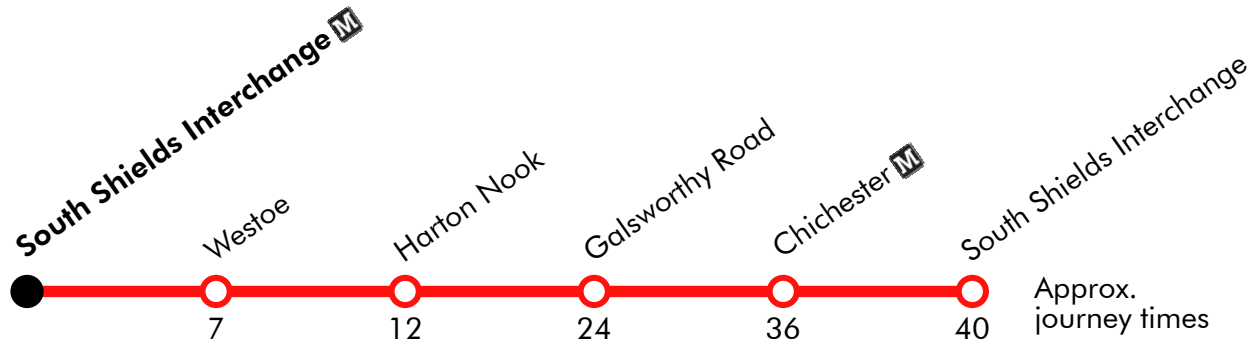 South Shields Interchange M
Westoe
Harton Nook
Galsworthy Road
Chichester M
South Shields Interchange
7
12
24
36
40
Approx.
journey times